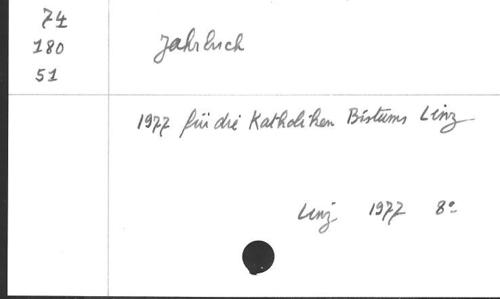 74
180
51
Jahrbuch
1977 für die Katholiken Bistums Linz
Linz 1977 8°